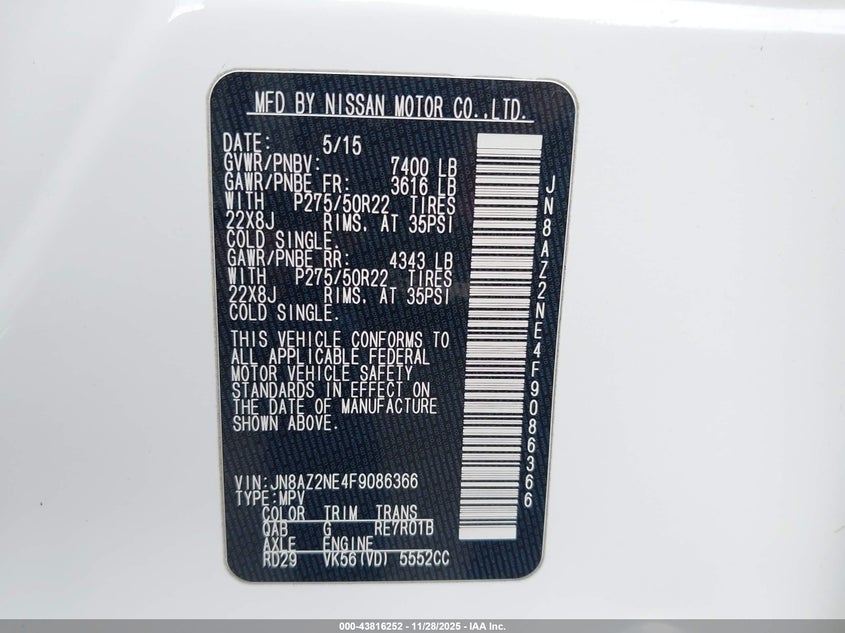 MFD BY NISSAN MOTOR CO.,LTD.
DATE: 5/15
GVWR/PNBV: 7400 LB
GAWR/PNBE FR: 3616 LB
WITH P275/50R22 TIRES
22X8J RIMS. AT 35PSI
COLD SINGLE.
GAWR/PNBE RR: 4343 LB
WITH P275/50R22 TIRES
22X8J RIMS. AT 35PSI
COLD SINGLE.
THIS VEHICLE CONFORMS TO
ALL APPLICABLE FEDERAL
MOTOR VEHICLE SAFETY
STANDARDS IN EFFECT ON
THE DATE OF MANUFACTURE
SHOWN ABOVE.
VIN:JN8AZ2NE4F9086366
TYPE:MPV
COLOR TRIM TRANS
QAB G RE7R01B
AXLE ENGINE
RD29 VK56(VD) 5552CC
JN8AZ2NE4F9086366
000-43816252 | 11/28/2025 - IAA Inc.